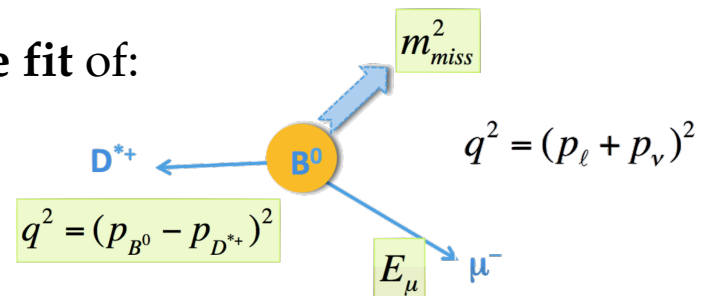 e fit of:
m²miss
D*+
B⁰
q² = (pℓ + pν)²
q² = (pB⁰ − pD*+)²
Eμ
μ⁻